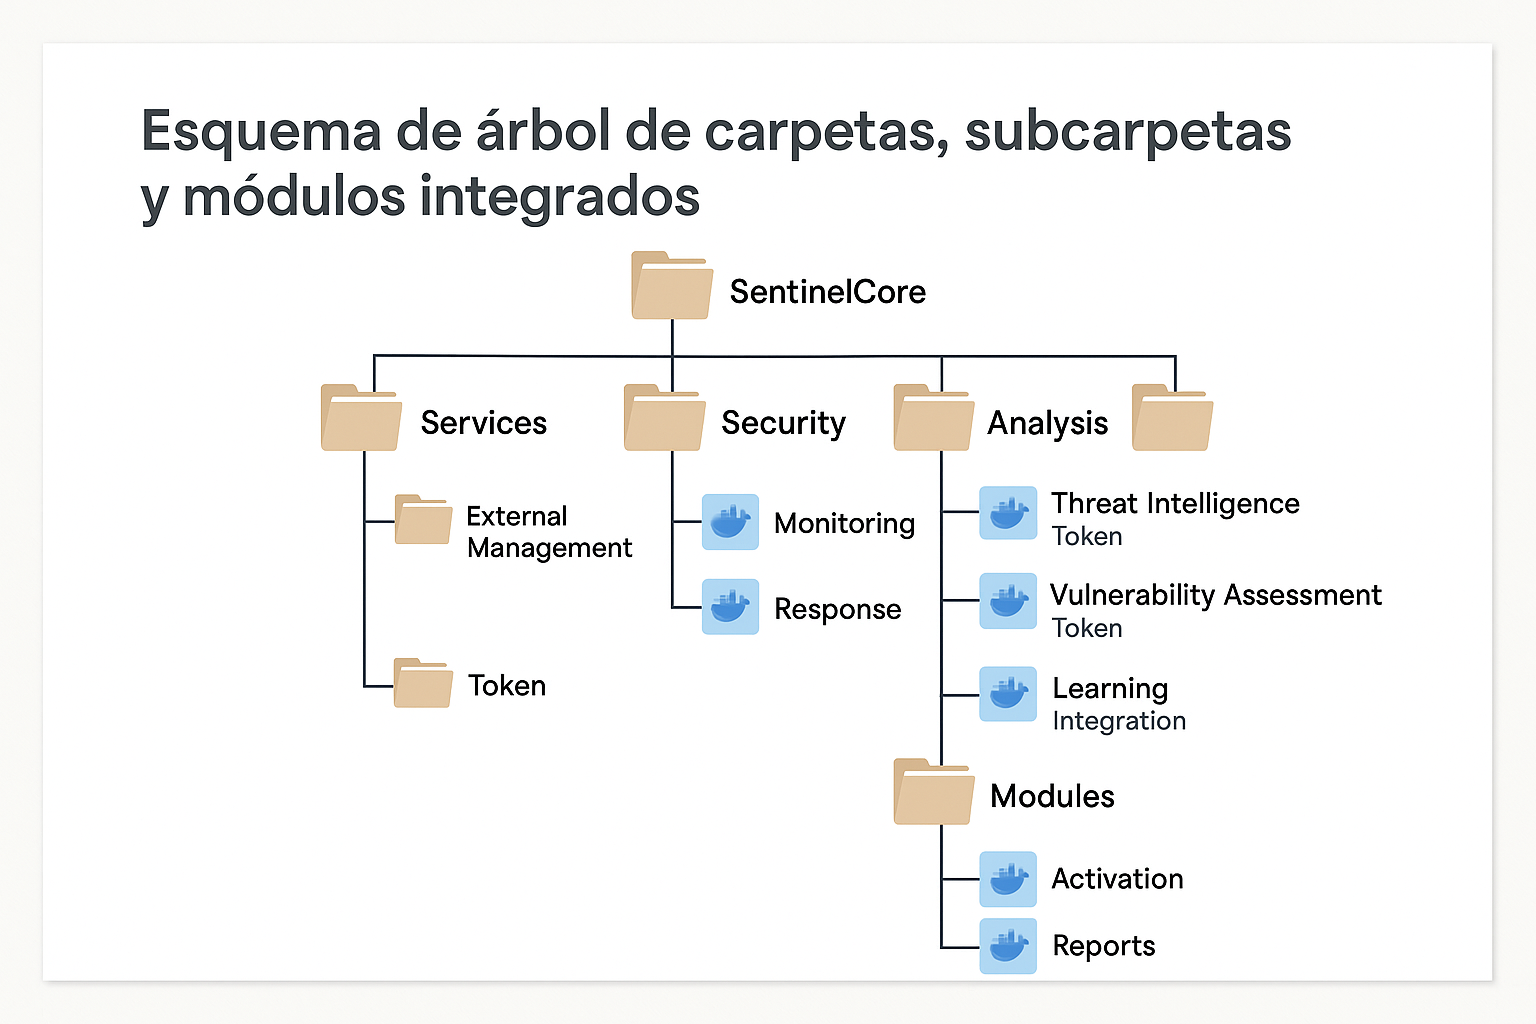 Esquema de árbol de carpetas, subcarpetas
y módulos integrados
SentinelCore
Services
Security
Analysis
External
Management
Token
Monitoring
Response
Threat Intelligence
Token
Vulnerability Assessment
Token
Learning
Integration
Modules
Activation
Reports